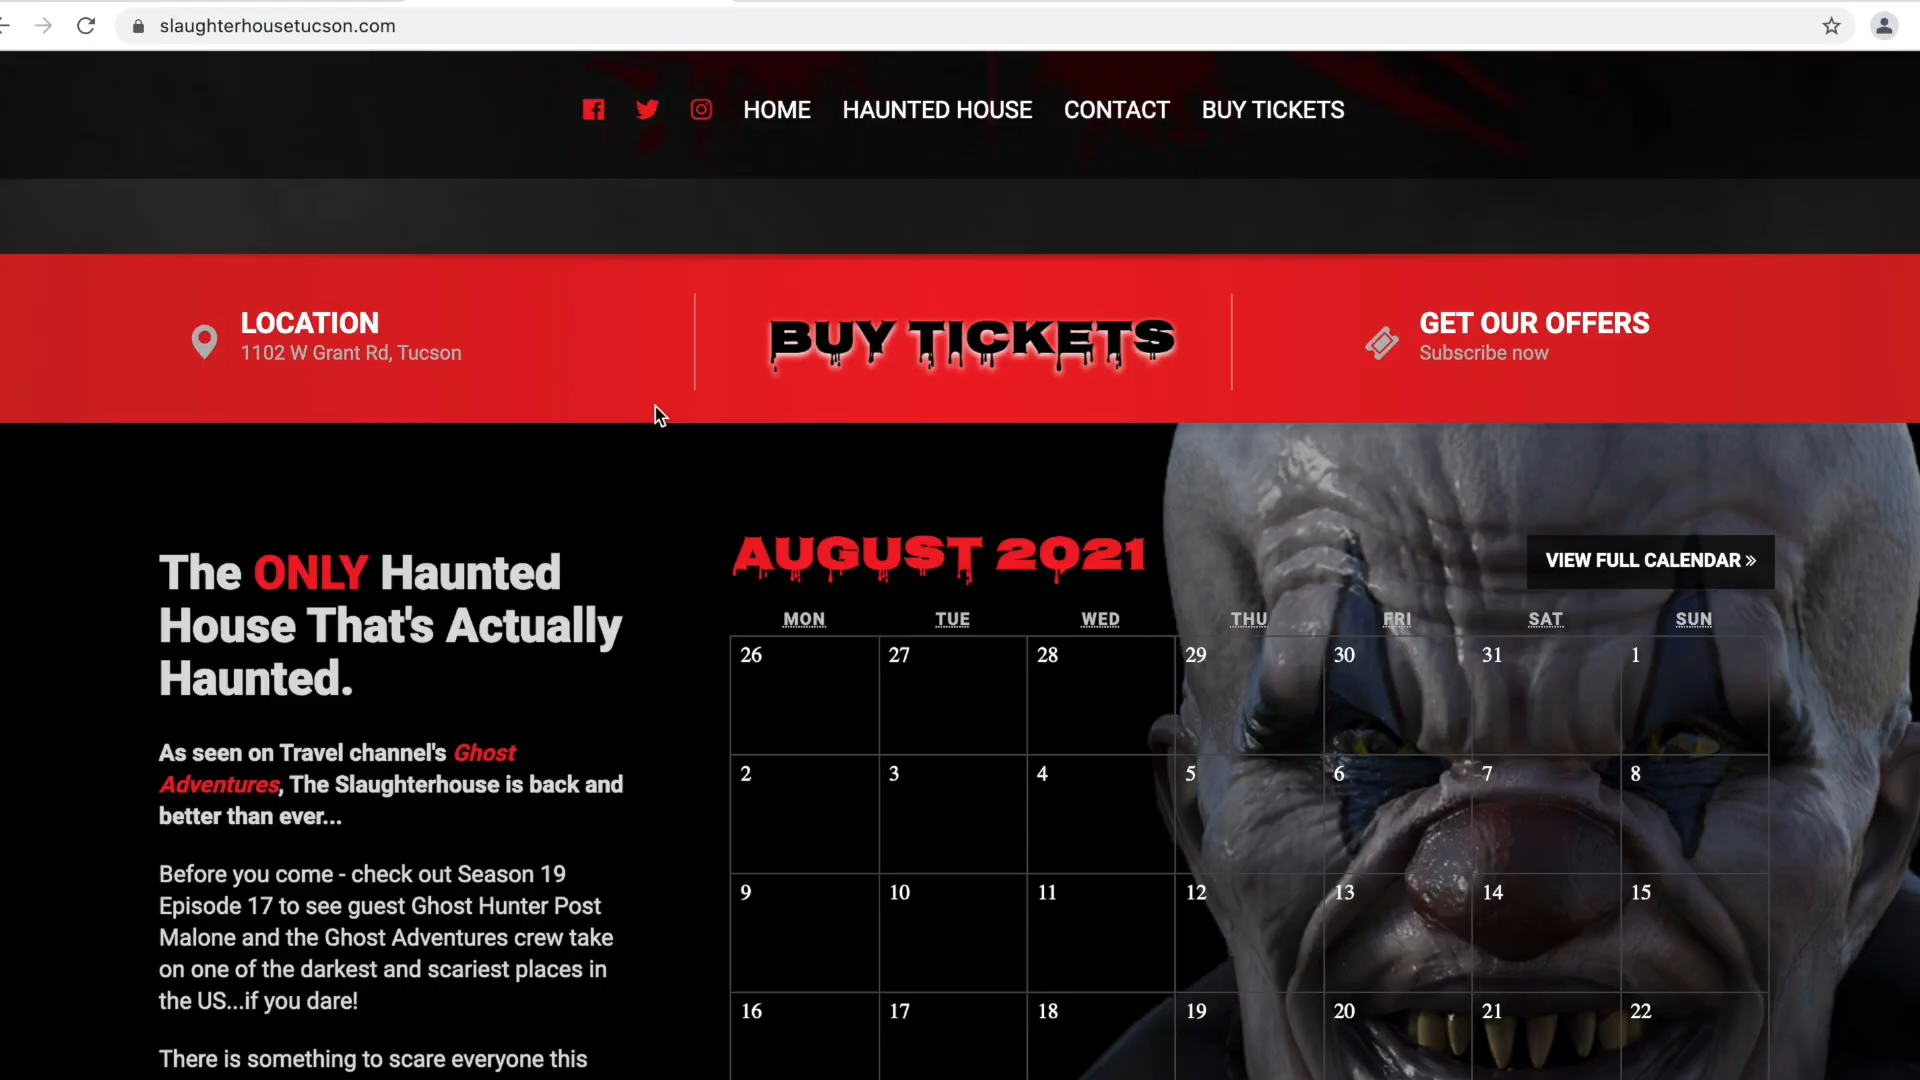 slaughterhousetucson.com
HOME HAUNTED HOUSE CONTACT BUY TICKETS
LOCATION
1102 W Grant Rd, Tucson
BUY TICKETS
GET OUR OFFERS
Subscribe now
The ONLY Haunted
House That's Actually
Haunted.
As seen on Travel channel's Ghost
Adventures, The Slaughterhouse is back and
better than ever...
Before you come - check out Season 19
Episode 17 to see guest Ghost Hunter Post
Malone and the Ghost Adventures crew take
on one of the darkest and scariest places in
the US...if you dare!
There is something to scare everyone this
AUGUST 2021
VIEW FULL CALENDAR »
MON TUE WED THU FRI SAT SUN
26 27 28 29 30 31 1
2 3 4 5 6 7 8
9 10 11 12 13 14 15
16 17 18 19 20 21 22